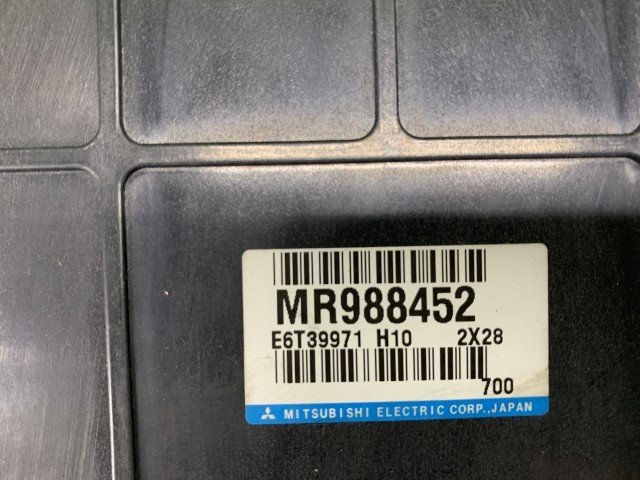 MR988452
E6T39971 H10 2X28
700
MITSUBISHI ELECTRIC CORP.,JAPAN